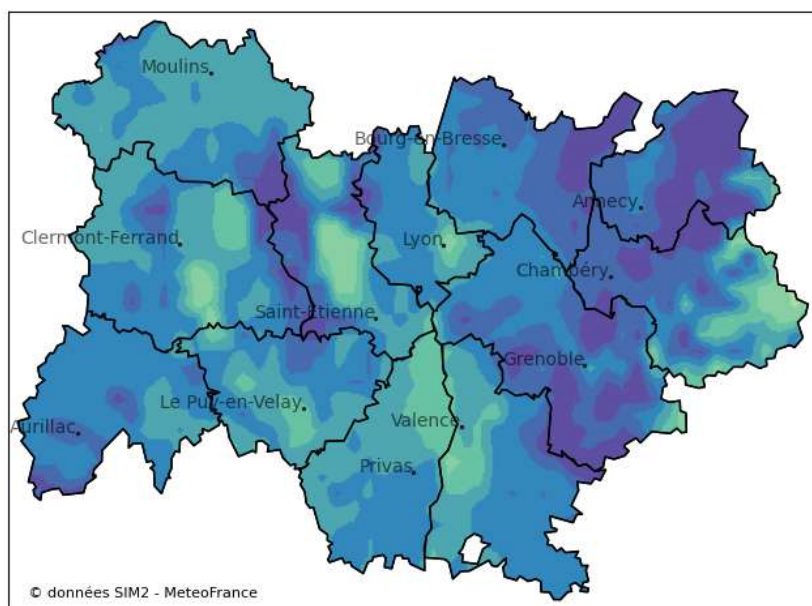 Moulins
Bourg-en-Bresse
Annecy
Clermont-Ferrand
Lyon
Chambéry
Saint-Etienne
Grenoble
Le Puy-en-Velay
Valence
Aurillac
Privas
© données SIM2 - MeteoFrance